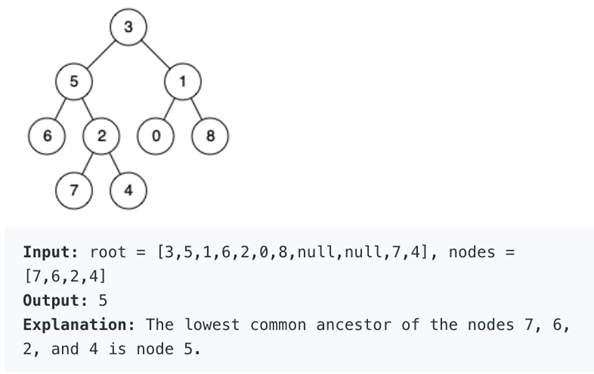 3
5 1
6 2 0 8
7 4
Input: root = [3,5,1,6,2,0,8,null,null,7,4], nodes =
[7,6,2,4]
Output: 5
Explanation: The lowest common ancestor of the nodes 7, 6,
2, and 4 is node 5.